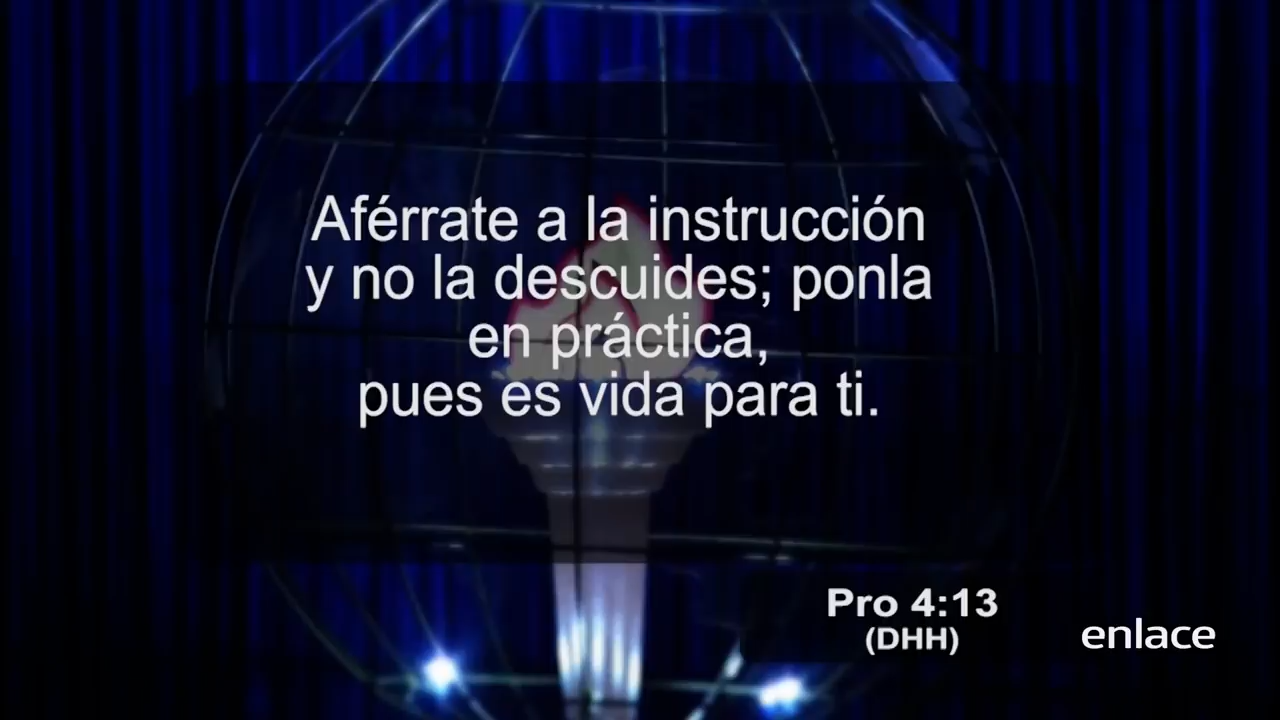 Aférrate a la instrucción
y no la descuides; ponla
en práctica,
pues es vida para ti.
Pro 4:13
(DHH)
enlace